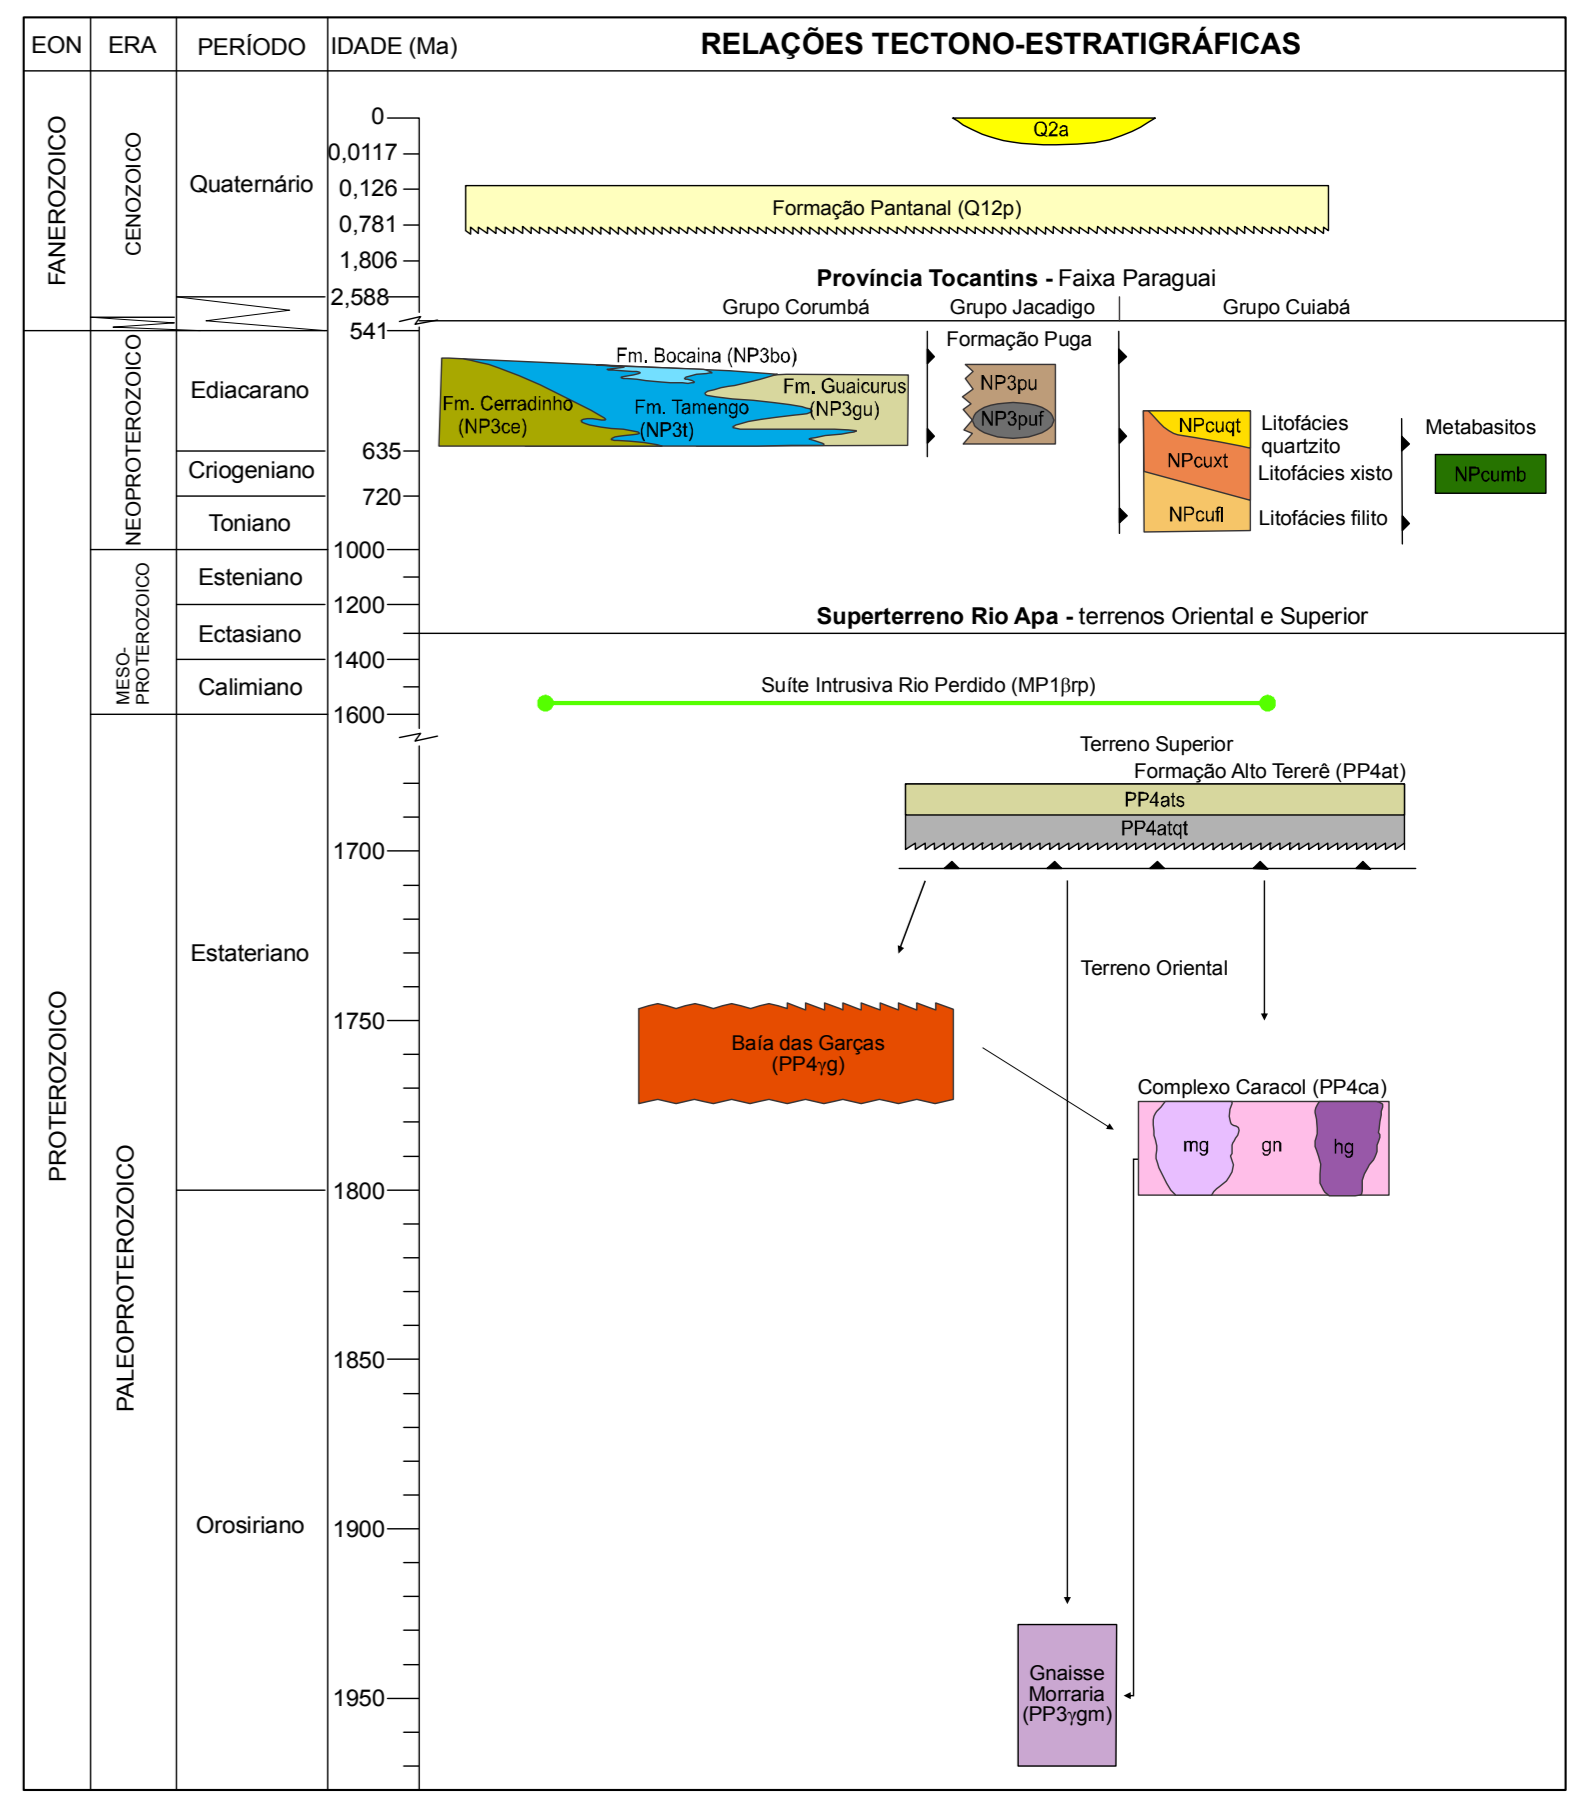 EON
ERA
PERÍODO
IDADE (Ma)
RELAÇÕES TECTONO-ESTRATIGRÁFICAS
FANEROZOICO
CENOZOICO
Quaternário
0
0,0117
0,126
0,781
1,806
2,588
541
Q2a
Formação Pantanal (Q12p)
Província Tocantins - Faixa Paraguai
Grupo Corumbá
Grupo Jacadigo
Grupo Cuiabá
PROTEROZOICO
NEOPROTEROZOICO
Ediacarano
635
Criogeniano
720
Toniano
1000
Fm. Bocaina (NP3bo)
Fm. Cerradinho
(NP3ce)
Fm. Tamengo
(NP3t)
Fm. Guaicurus
(NP3gu)
Formação Puga
NP3pu
NP3puf
NPcuqt
NPcuxt
NPcufl
Litofácies
quartzito
Litofácies xisto
Litofácies filito
Metabasitos
NPcumb
MESO-
PROTEROZOICO
Esteniano
1200
Ectasiano
1400
Calimiano
1600
Superterreno Rio Apa - terrenos Oriental e Superior
Suíte Intrusiva Rio Perdido (MP1βrp)
PALEOPROTEROZOICO
Estateriano
1700
1750
1800
Terreno Superior
Formação Alto Tererê (PP4at)
PP4ats
PP4atqt
Terreno Oriental
Baía das Garças
(PP4γg)
Complexo Caracol (PP4ca)
mg
gn
hg
Orosiriano
1850
1900
1950
Gnaisse
Morraria
(PP3γgm)